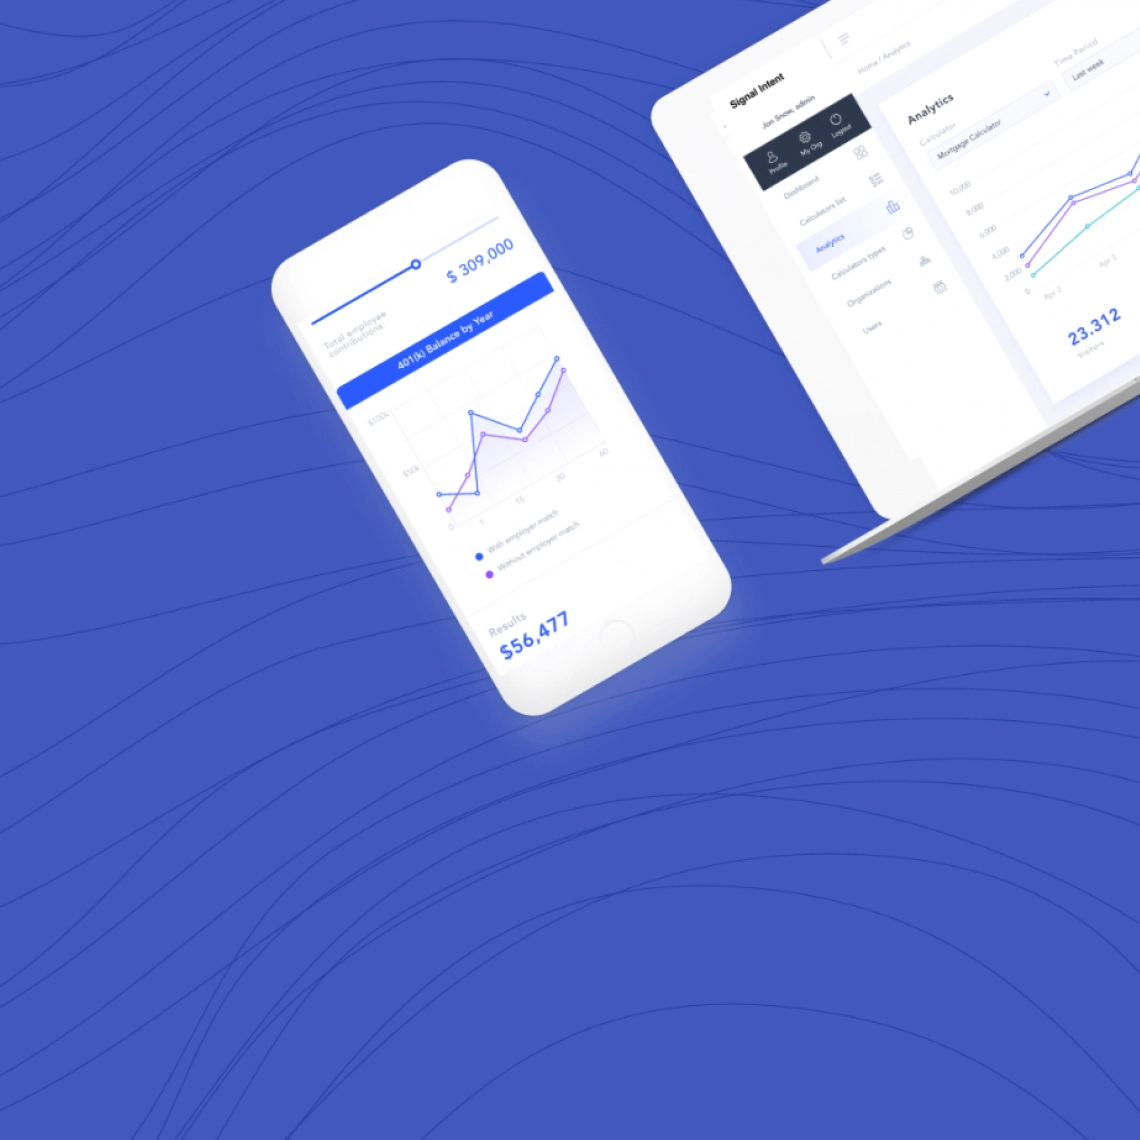 $ 309,000
Total employee
contributions:
401(k) Balance by Year
$100k
$50k
0
1
15
30
60
With employer match
Without employer match
Results
$56,477
Signal Intent
Home / Analytics
Jon Snow, admin
Profile
My Org
Logout
Dashboard
Calculators list
Analytics
Calculators types
Organizations
Users
Analytics
Calculator
Mortgage Calculator
Time Period
Last week
10,000
8,000
6,000
4,000
2,000
0
Apr 2
Apr 3
23.312
Visitors